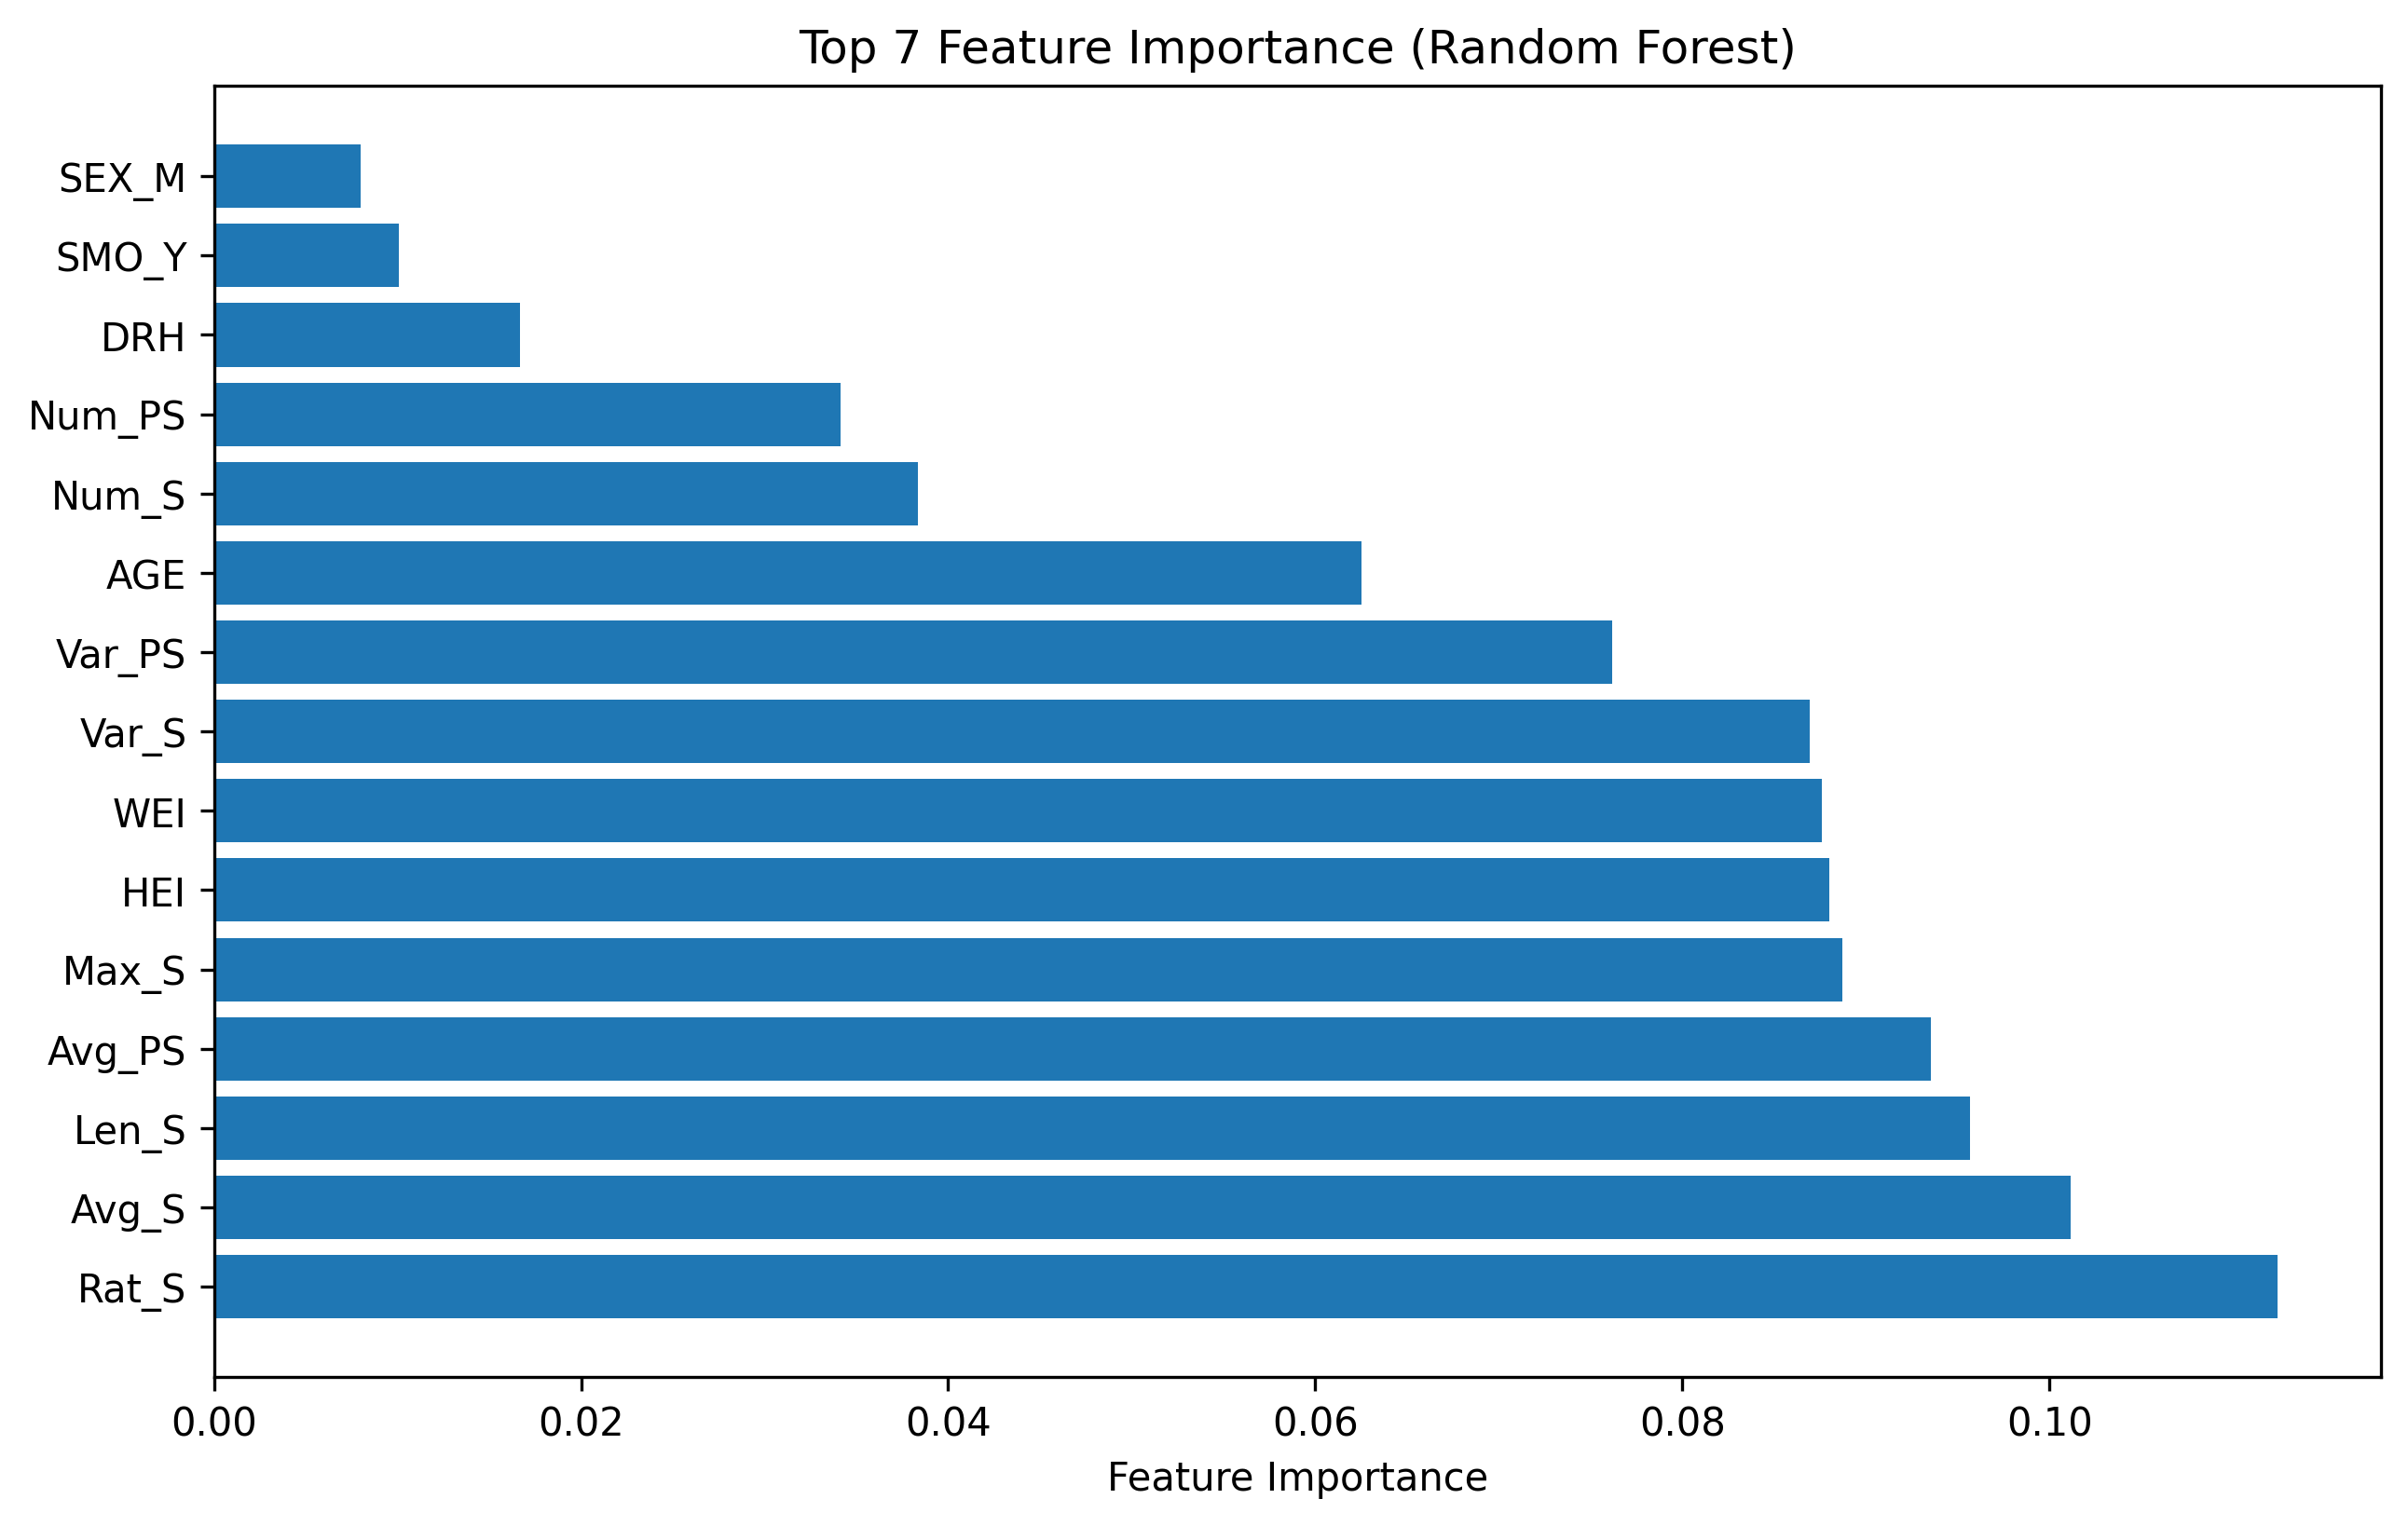 Top 7 Feature Importance (Random Forest)
SEX_M
SMO_Y
DRH
Num_PS
Num_S
AGE
Var_PS
Var_S
WEI
HEI
Max_S
Avg_PS
Len_S
Avg_S
Rat_S
0.00 0.02 0.04 0.06 0.08 0.10
Feature Importance